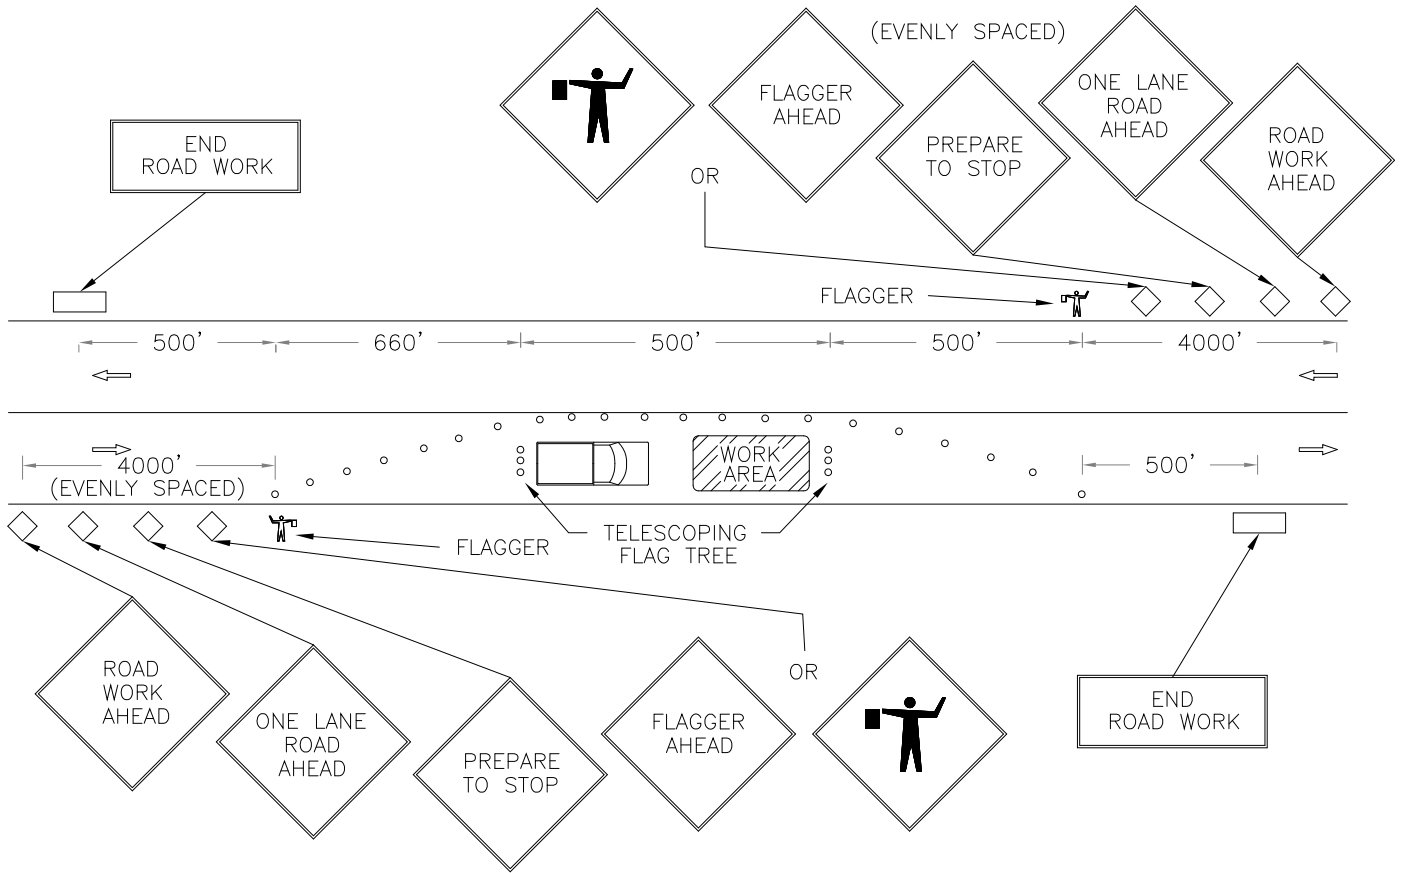 (EVENLY SPACED)
FLAGGER
AHEAD
ONE LANE
ROAD
AHEAD
END
ROAD WORK
PREPARE
TO STOP
ROAD
WORK
AHEAD
OR
FLAGGER
500'
660'
500'
500'
4000'
4000'
(EVENLY SPACED)
WORK
AREA
500'
FLAGGER
TELESCOPING
FLAG TREE
ROAD
WORK
AHEAD
ONE LANE
ROAD
AHEAD
PREPARE
TO STOP
FLAGGER
AHEAD
OR
END
ROAD WORK